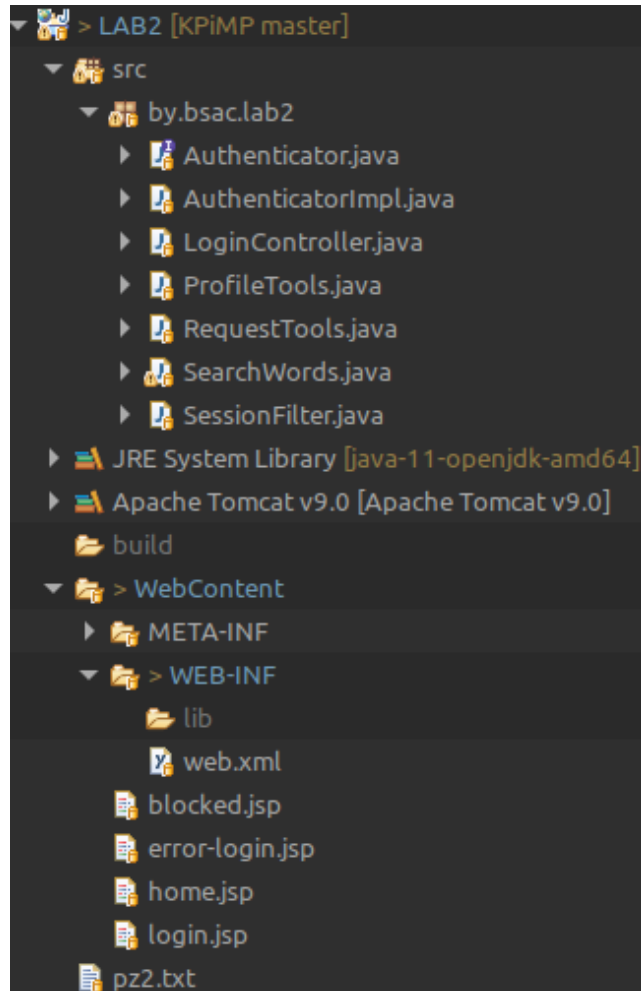 > LAB2 [KPiMP master]
src
by.bsac.lab2
Authenticator.java
AuthenticatorImpl.java
LoginController.java
ProfileTools.java
RequestTools.java
SearchWords.java
SessionFilter.java
JRE System Library [java-11-openjdk-amd64]
Apache Tomcat v9.0 [Apache Tomcat v9.0]
build
> WebContent
META-INF
> WEB-INF
lib
web.xml
blocked.jsp
error-login.jsp
home.jsp
login.jsp
pz2.txt